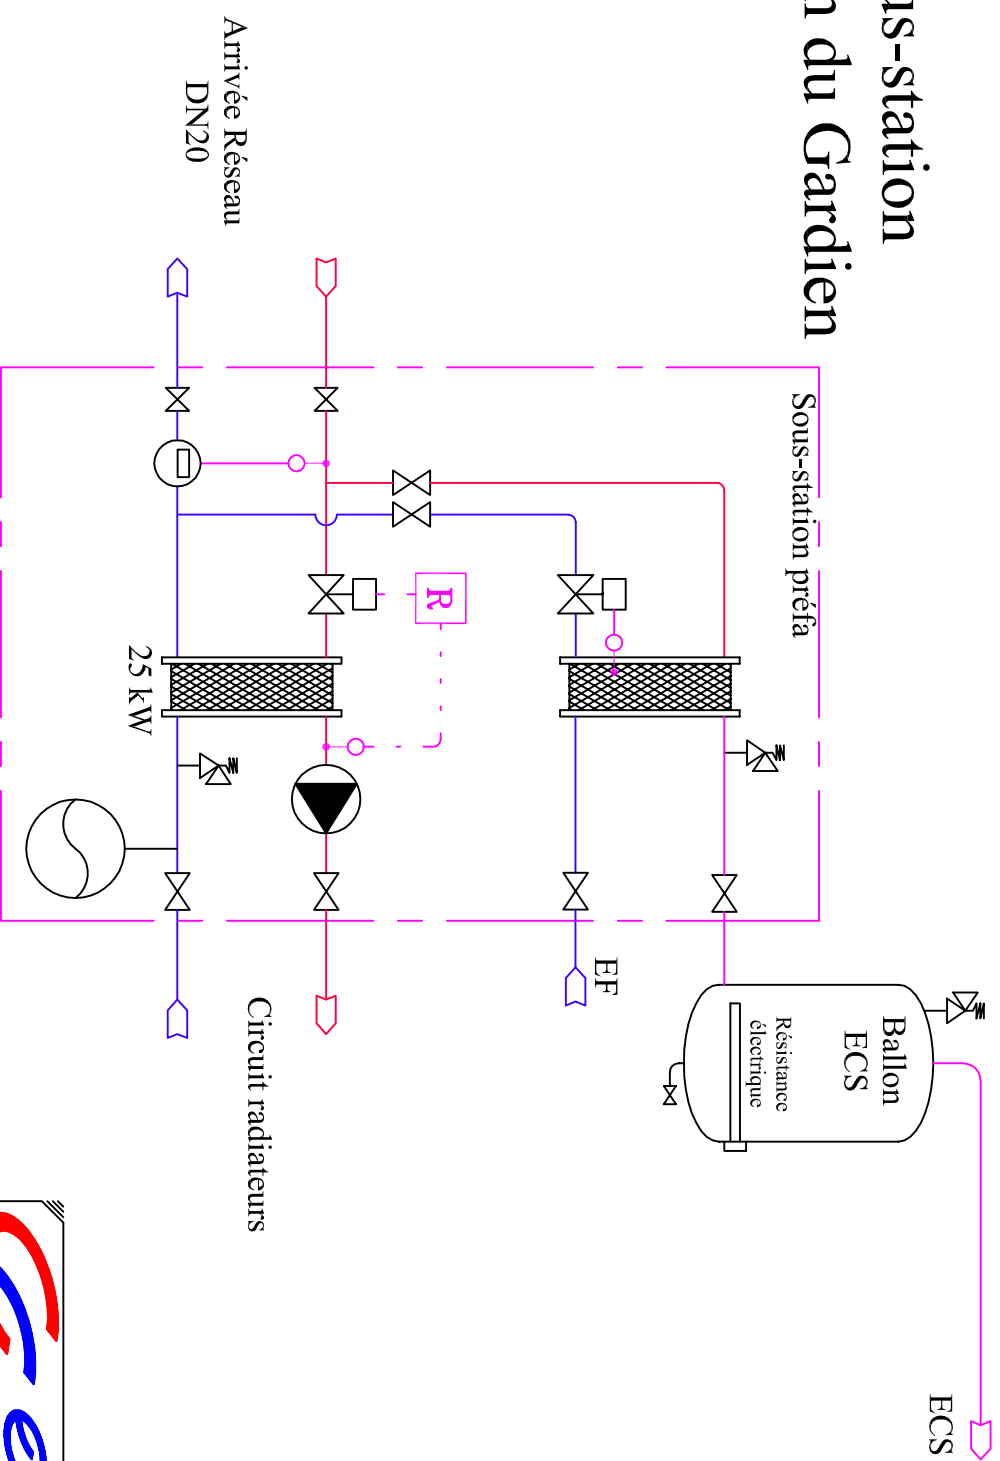 us-station
n du Gardien
Sous-station préfa
Arrivée Réseau
DN20
R
25 kW
EF
Ballon
ECS
Résistance
électrique
Circuit radiateurs
ECS